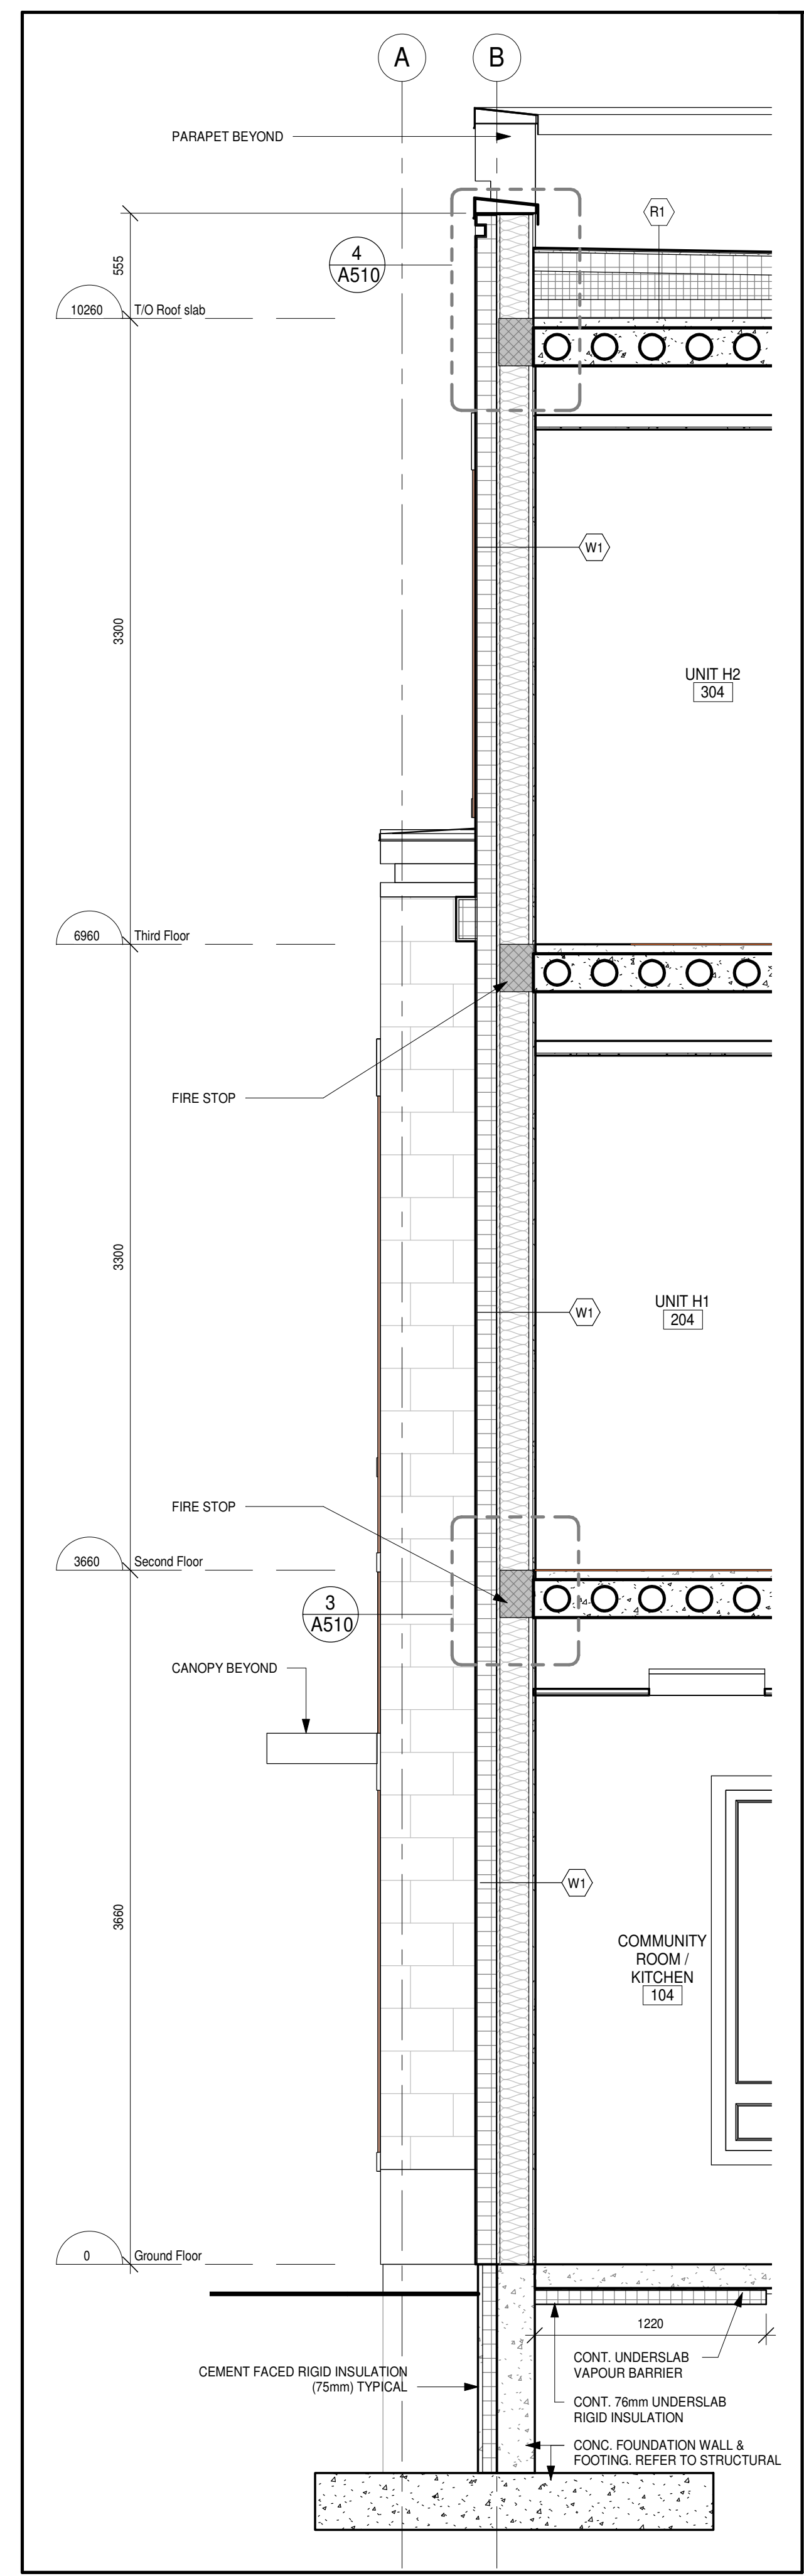 A
B
PARAPET BEYOND
R1
4
A510
555
10260
T/O Roof slab
W1
3300
UNIT H2
304
6960
Third Floor
FIRE STOP
3300
UNIT H1
204
W1
FIRE STOP
3660
Second Floor
3
A510
CANOPY BEYOND
W1
3660
COMMUNITY
ROOM /
KITCHEN
104
0
Ground Floor
1220
CONT. UNDERSLAB
VAPOUR BARRIER
CEMENT FACED RIGID INSULATION
(75mm) TYPICAL
CONT. 76mm UNDERSLAB
RIGID INSULATION
CONC. FOUNDATION WALL &
FOOTING. REFER TO STRUCTURAL